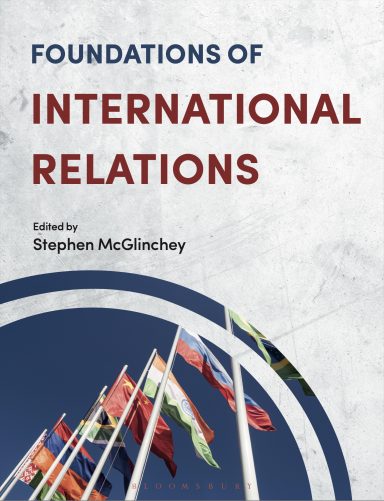 FOUNDATIONS OF
INTERNATIONAL
RELATIONS
Edited by
Stephen McGlinchey
BLOOMSBURY